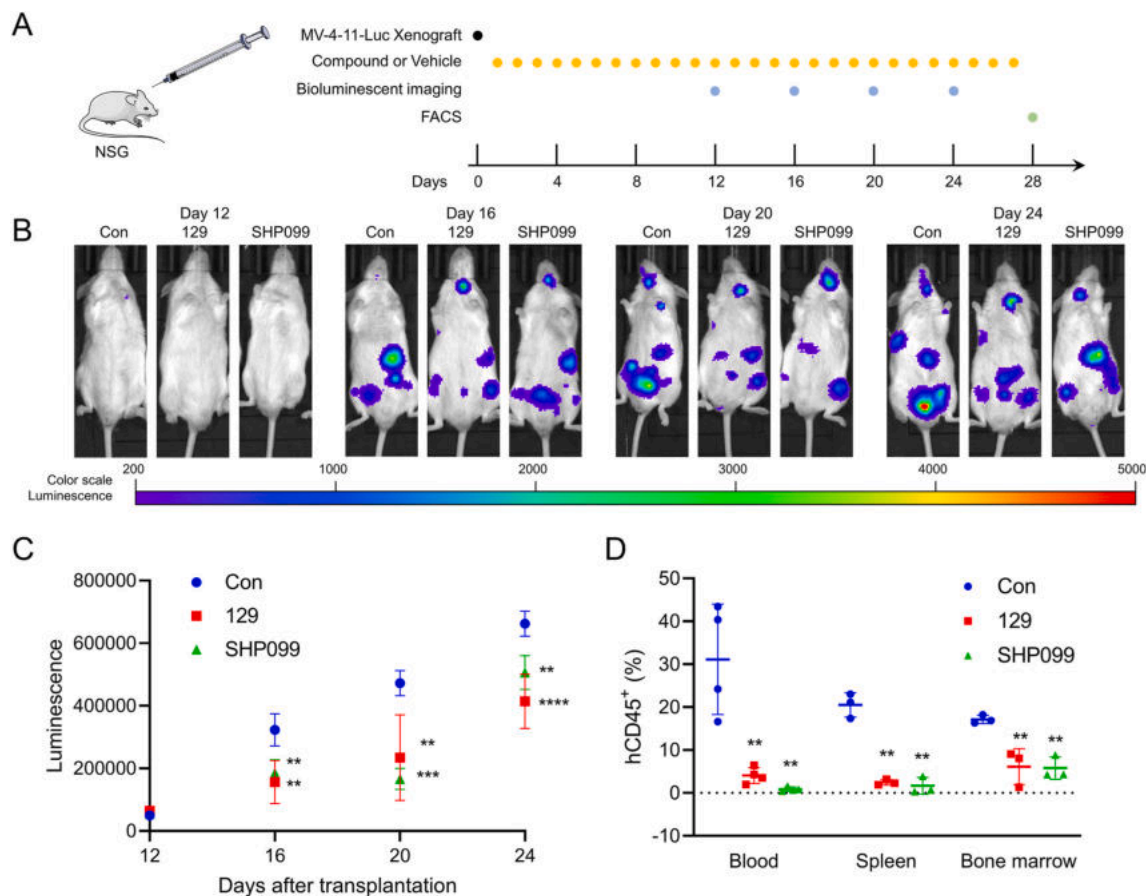 A
MV-4-11-Luc Xenograft
Compound or Vehicle
Bioluminescent imaging
FACS
NSG
Days
0 4 8 12 16 20 24 28
B
Day 12 Day 16 Day 20 Day 24
Con 129 SHP099 Con 129 SHP099 Con 129 SHP099 Con 129 SHP099
200 1000 2000 3000 4000 5000
Color scale
Luminescence
C
800000
600000
400000
200000
0
Luminescence
Con
129
SHP099
**
**
**
***
**
****
12 16 20 24
Days after transplantation
D
50
40
30
20
10
0
-10
hCD45+ (%)
Con
129
SHP099
** ** ** ** ** **
Blood Spleen Bone marrow